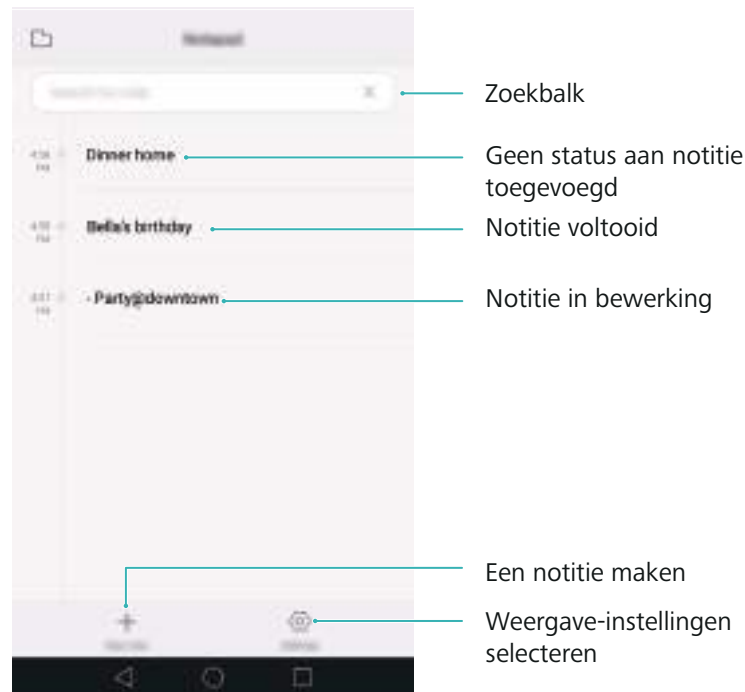 Notepad
Zoekbalk
Dinner home
Geen status aan notitie
toegevoegd
Bella's birthday
Notitie voltooid
- Party@downtown
Notitie in bewerking
Een notitie maken
Weergave-instellingen
selecteren